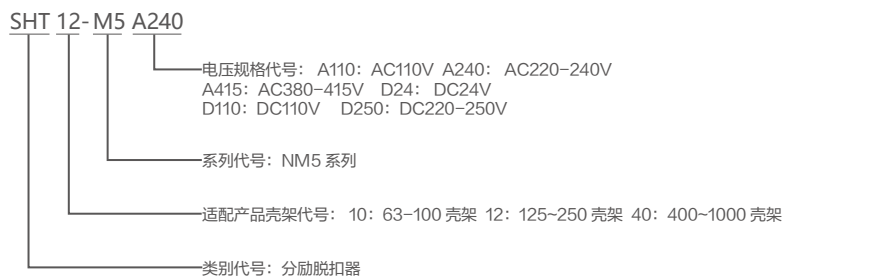 SHT 12- M5 A240
电压规格代号： A110：AC110V A240： AC220-240V
A415：AC380-415V D24： DC24V
D110：DC110V D250：DC220-250V
系列代号：NM5 系列
适配产品壳架代号： 10：63-100 壳架 12：125~250 壳架 40：400~1000 壳架
类别代号：分励脱扣器